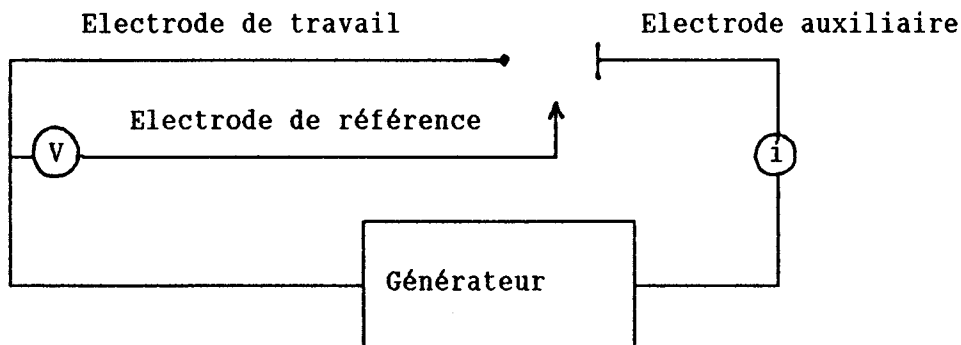 Electrode de travail
Electrode auxiliaire
Electrode de référence
V
i
Générateur